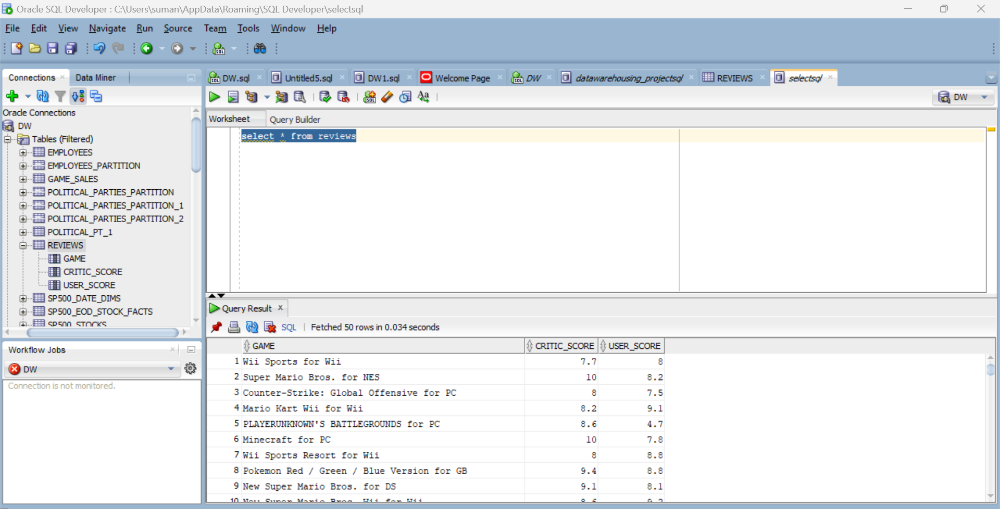 Oracle SQL Developer : C:\Users\suman\AppData\Roaming\SQL Developer\selectsql
File Edit View Navigate Run Source Team Tools Window Help
Connections Data Miner
DW.sql Untitled5.sql DW1.sql Welcome Page DW datawarehousing_projectsql REVIEWS selectsql
DW
Oracle Connections
DW
Tables (Filtered)
EMPLOYEES
EMPLOYEES_PARTITION
GAME_SALES
POLITICAL_PARTIES_PARTITION
POLITICAL_PARTIES_PARTITION_1
POLITICAL_PARTIES_PARTITION_2
POLITICAL_PT_1
REVIEWS
GAME
CRITIC_SCORE
USER_SCORE
SP500_DATE_DIMS
SP500_EOD_STOCK_FACTS
SP500_STOCKS
Workflow Jobs
DW
Connection is not monitored.
Worksheet Query Builder
select * from reviews
Query Result
SQL Fetched 50 rows in 0.034 seconds
GAME CRITIC_SCORE USER_SCORE
1 Wii Sports for Wii 7.7 8
2 Super Mario Bros. for NES 10 8.2
3 Counter-Strike: Global Offensive for PC 8 7.5
4 Mario Kart Wii for Wii 8.2 9.1
5 PLAYERUNKNOWN'S BATTLEGROUNDS for PC 8.6 4.7
6 Minecraft for PC 10 7.8
7 Wii Sports Resort for Wii 8 8.8
8 Pokemon Red / Green / Blue Version for GB 9.4 8.8
9 New Super Mario Bros. for DS 9.1 8.1
10 New Super Mario Bros. Wii for Wii